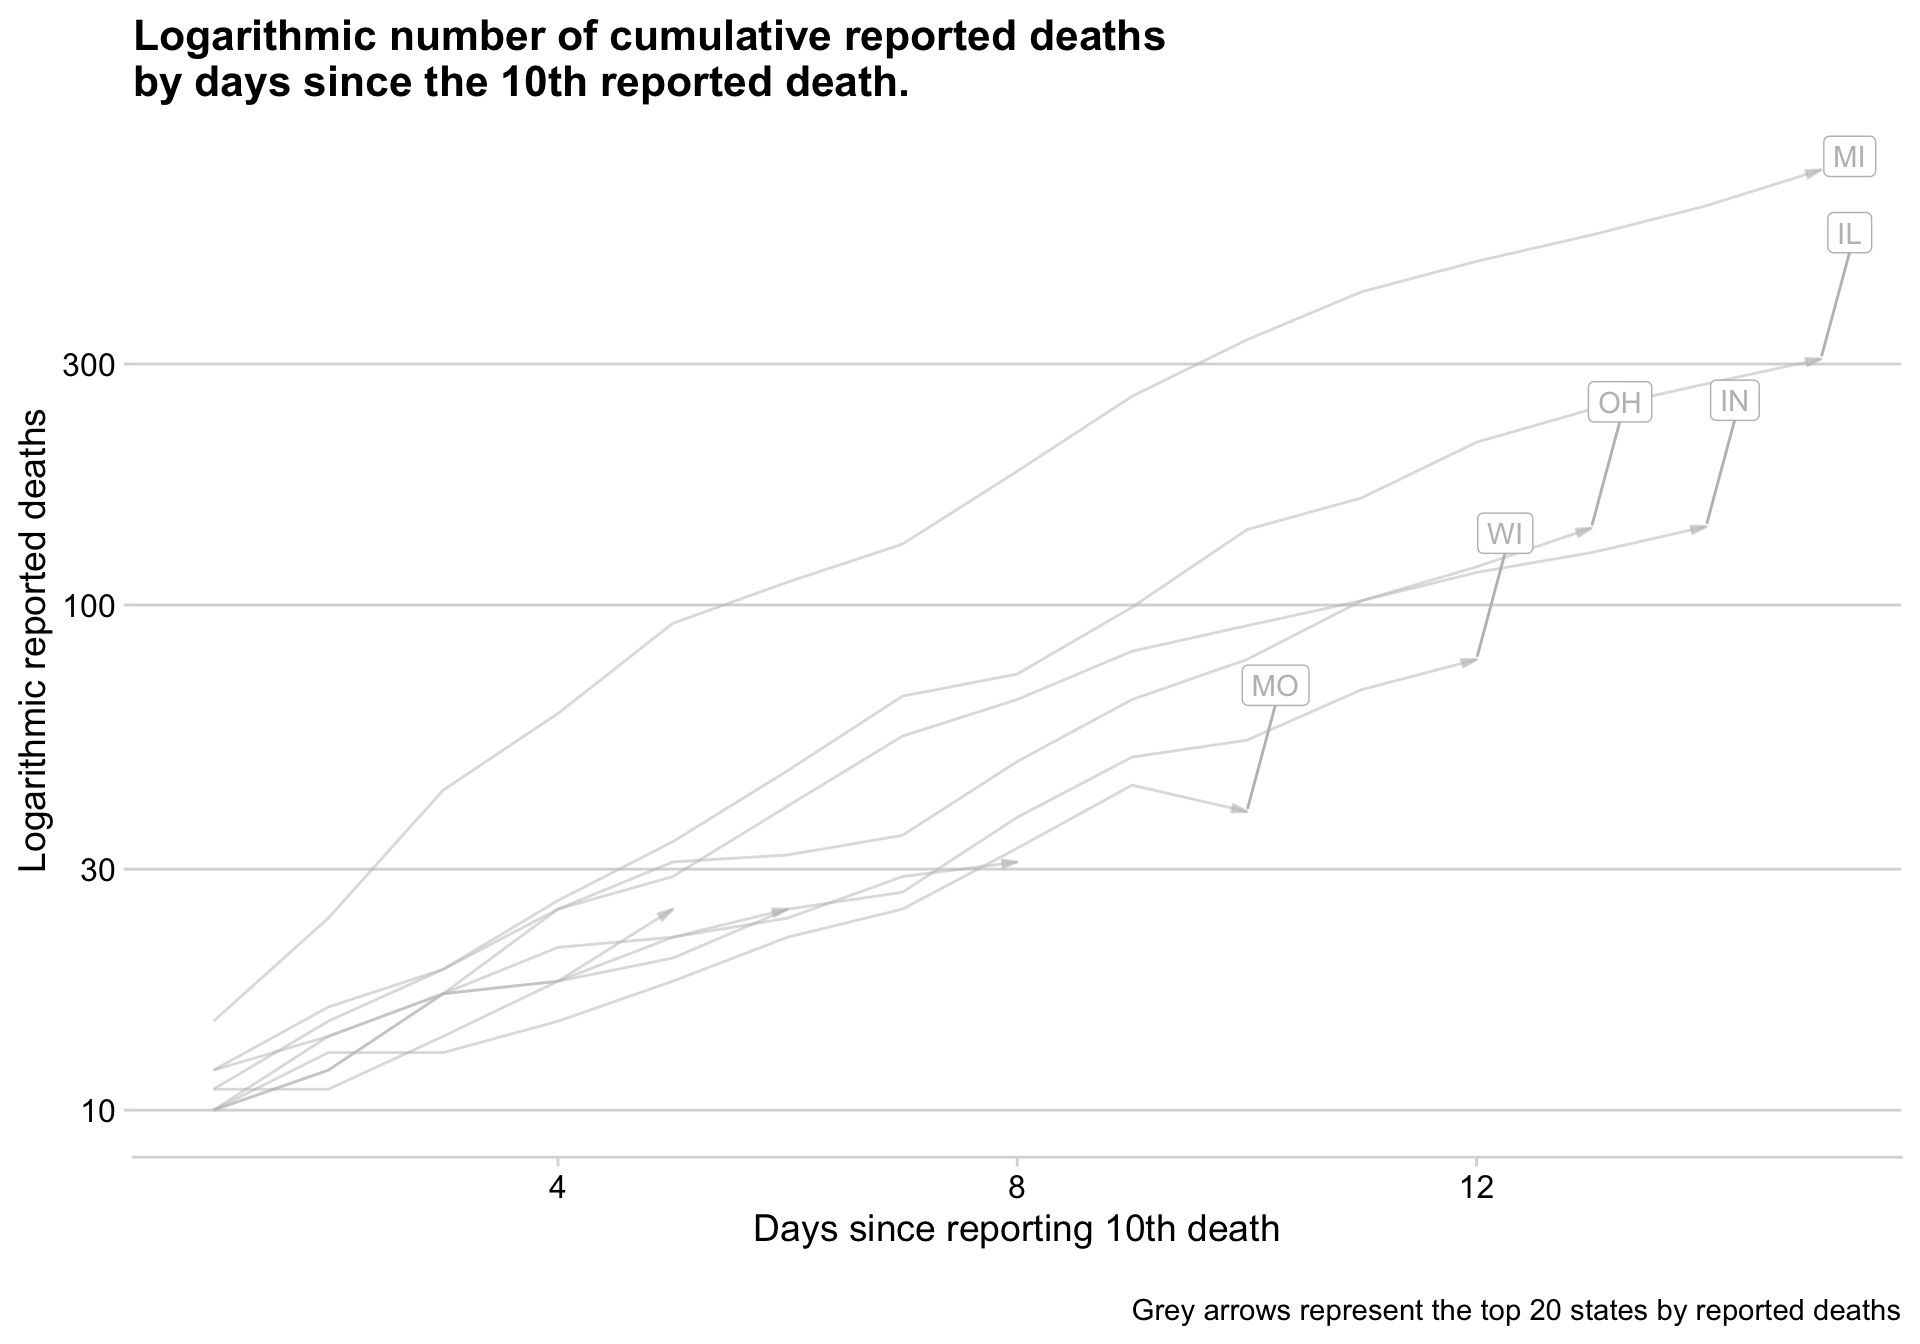 Logarithmic number of cumulative reported deaths
by days since the 10th reported death.
MI
IL
300
OH
IN
WI
100
MO
30
10
Logarithmic reported deaths
4
8
12
Days since reporting 10th death
Grey arrows represent the top 20 states by reported deaths